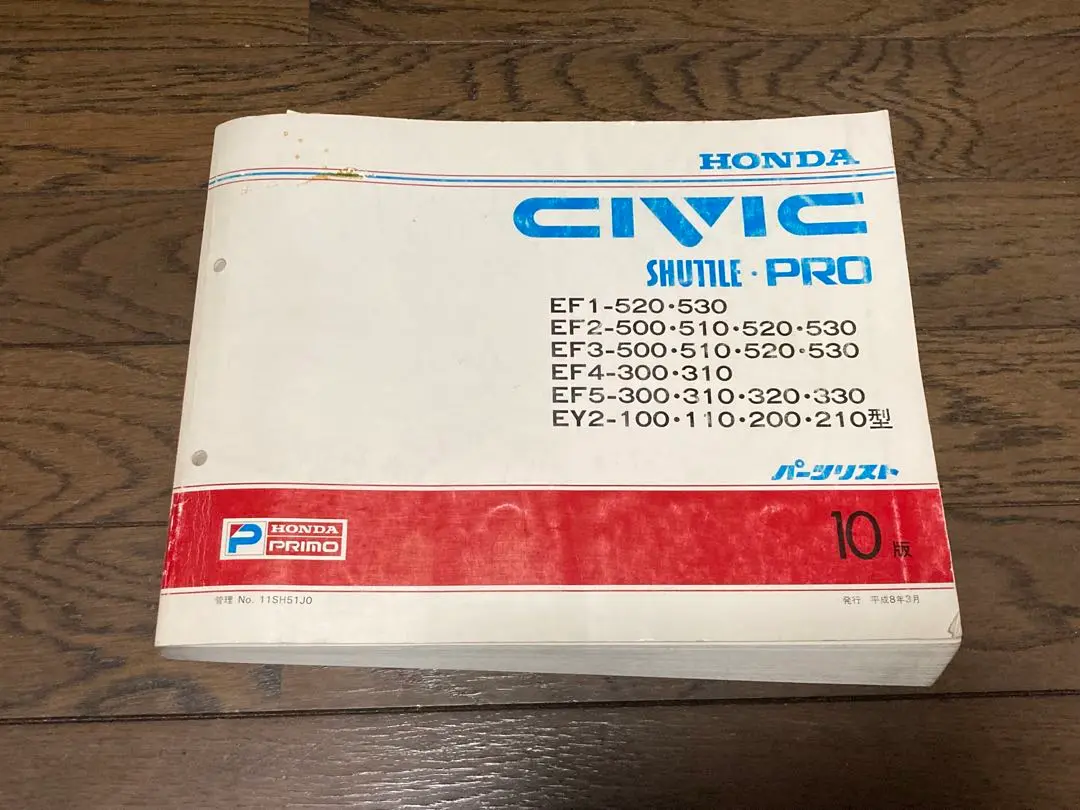 HONDA
CIVIC
SHUTTLE・PRO
EF1-520・530
EF2-500・510・520・530
EF3-500・510・520・530
EF4-300・310
EF5-300・310・320・330
EY2-100・110・200・210型
パーツリスト
10版
P HONDA
PRIMO
管理 No. 11SH51J0
発行 平成8年3月